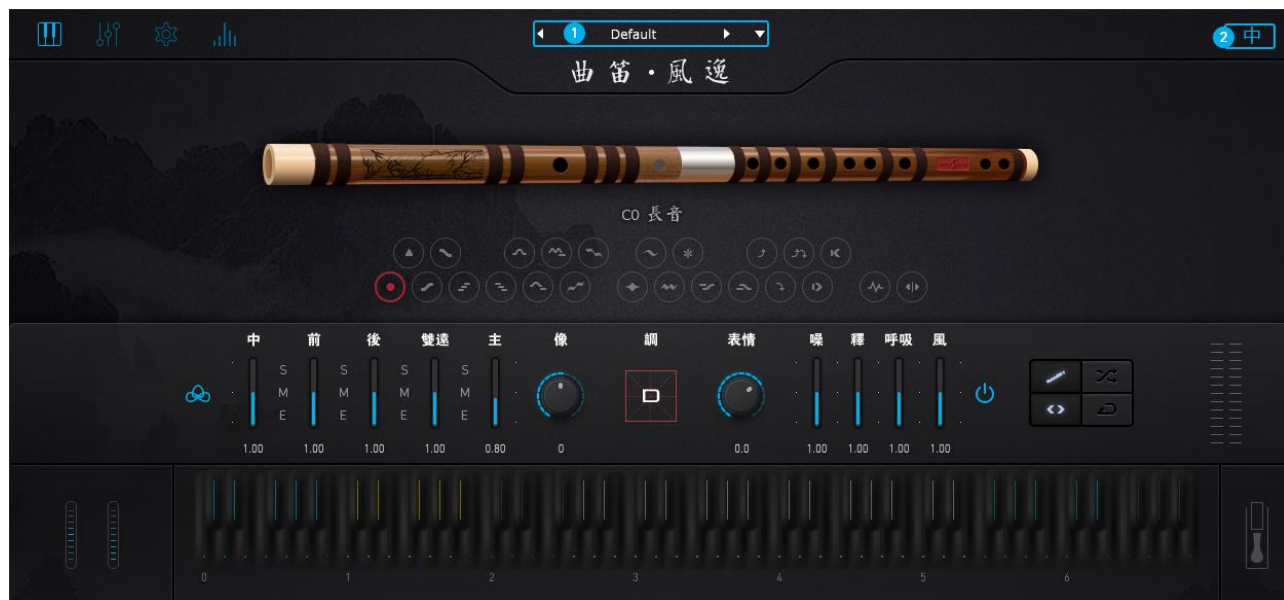 1 Default
2 中
曲笛·風逸
C0 長音
中 前 後 雙遠 主 像 調 表情 噪 釋 呼吸 風
S S S S
M M M M
E E E E
D
1.00 1.00 1.00 1.00 0.80 0 0.0 1.00 1.00 1.00 1.00
0 1 2 3 4 5 6